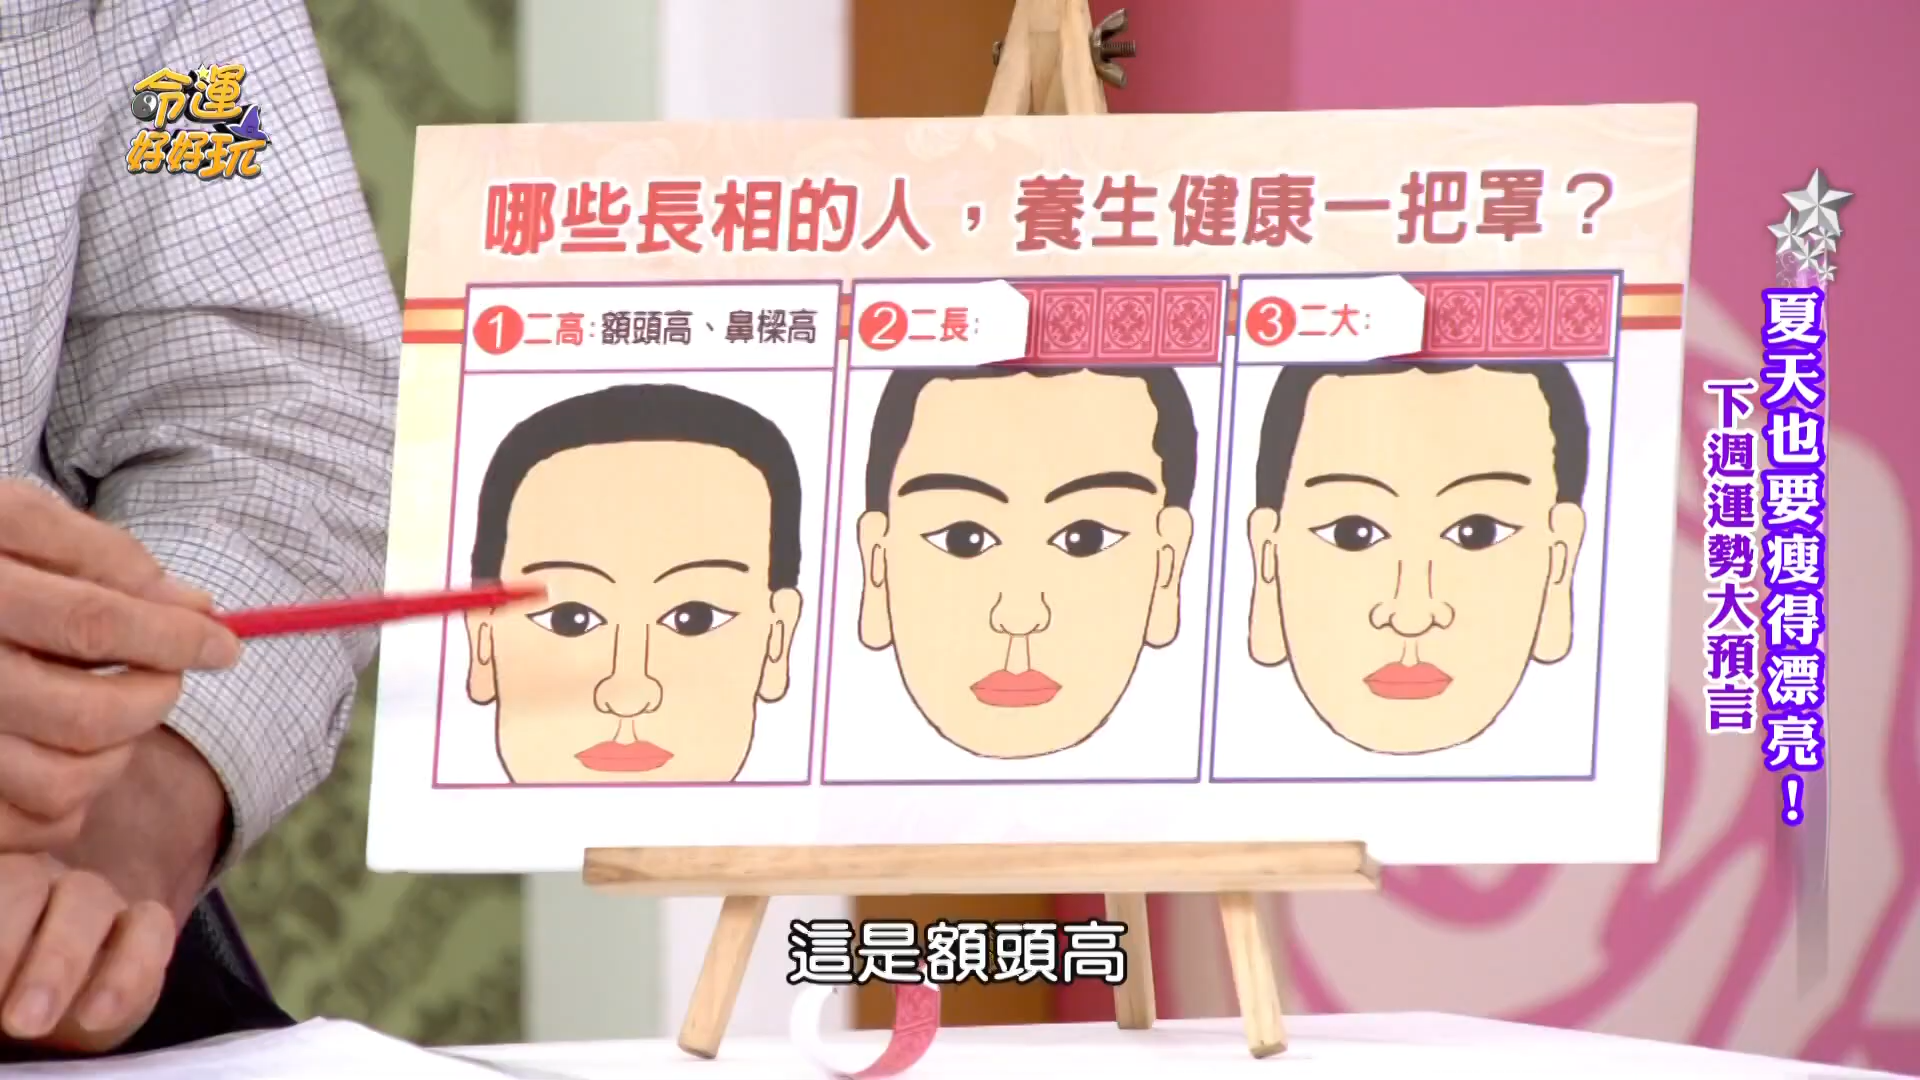 命運
好好玩
哪些長相的人，養生健康一把罩？
1二高:額頭高、鼻樑高
2二長:
3二大:
夏天也要瘦得漂亮！
下週運勢大預言
這是額頭高